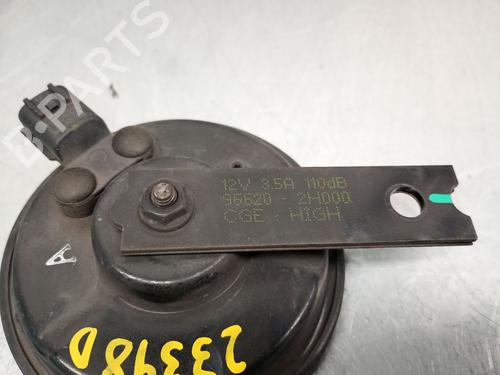 B-PARTS
12V 3.5A 110dB
96620 - 2H000
CGE - HIGH
A
23398D